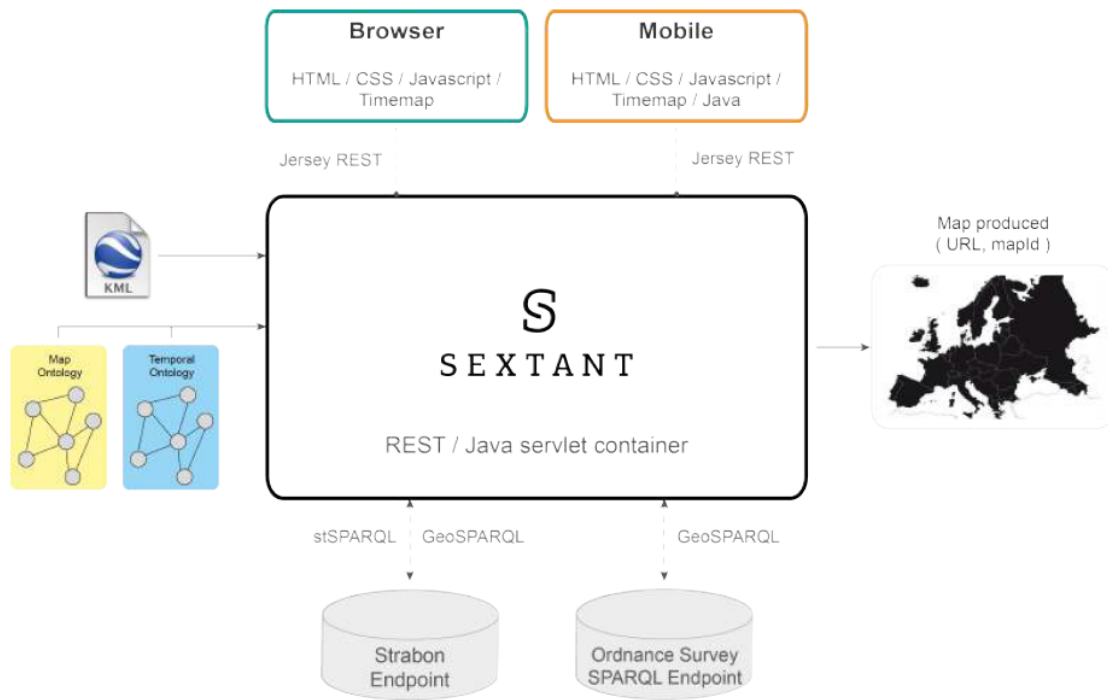 Browser
HTML / CSS / Javascript /
Timemap
Mobile
HTML / CSS / Javascript /
Timemap / Java
Jersey REST
Jersey REST
KML
Map
Ontology
Temporal
Ontology
S
SEXTANT
REST / Java servlet container
Map produced
( URL, mapId )
stSPARQL
GeoSPARQL
GeoSPARQL
Strabon
Endpoint
Ordnance Survey
SPARQL Endpoint